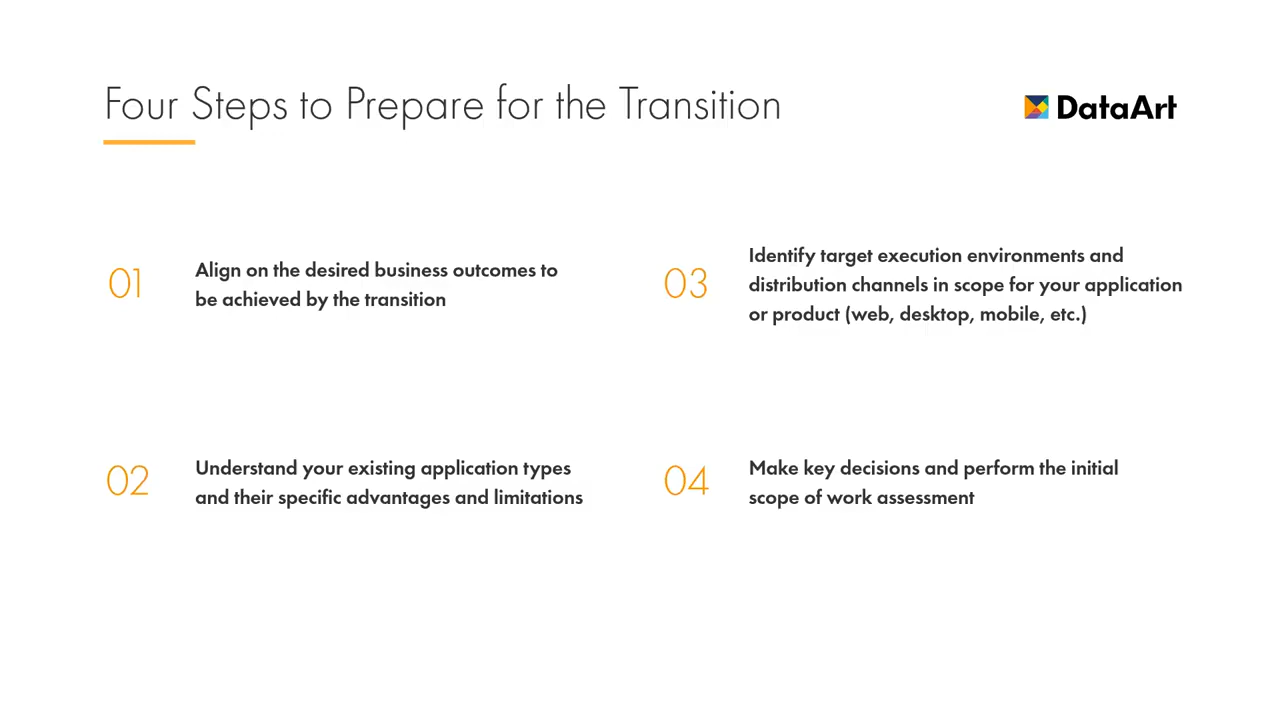 Four Steps to Prepare for the Transition
DataArt
01
Align on the desired business outcomes to
be achieved by the transition
02
Understand your existing application types
and their specific advantages and limitations
03
Identify target execution environments and
distribution channels in scope for your application
or product (web, desktop, mobile, etc.)
04
Make key decisions and perform the initial
scope of work assessment